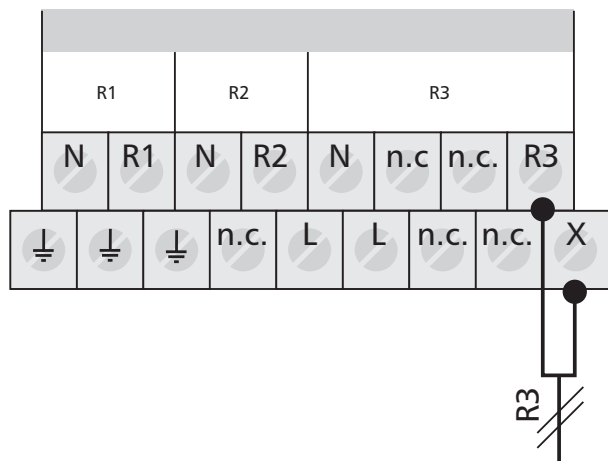 R1 R2 R3
N R1 N R2 N n.c n.c. R3
n.c. L L n.c. n.c. X
R3